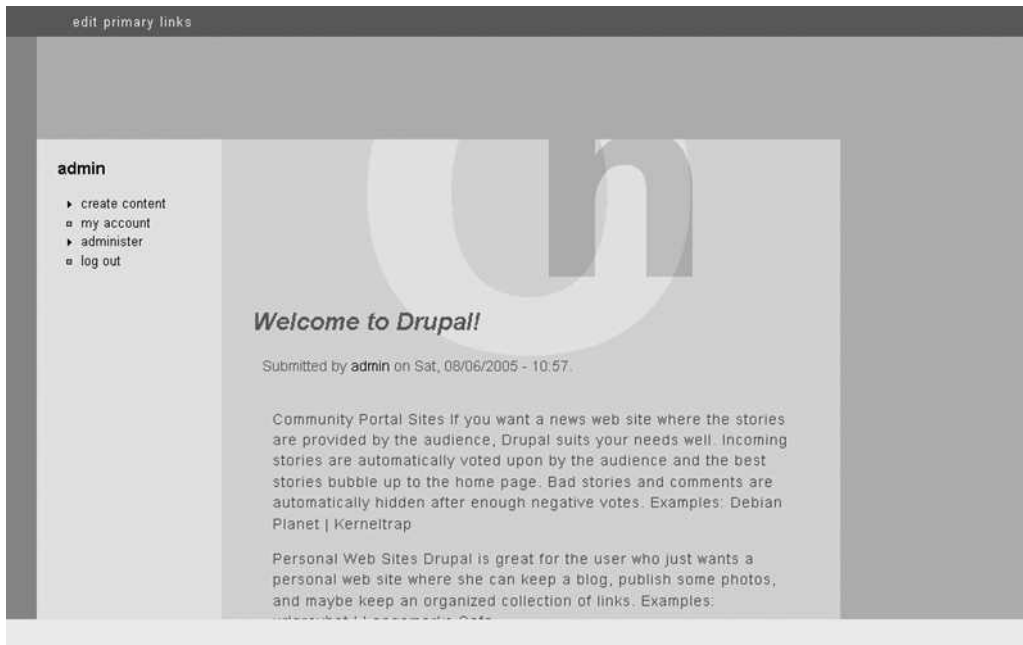 edit primary links
admin
create content
my account
administer
log out
Welcome to Drupal!
Submitted by admin on Sat, 08/06/2005 - 10:57.
Community Portal Sites If you want a news web site where the stories
are provided by the audience, Drupal suits your needs well. Incoming
stories are automatically voted upon by the audience and the best
stories bubble up to the home page. Bad stories and comments are
automatically hidden after enough negative votes. Examples: Debian
Planet | Kerneltrap
Personal Web Sites Drupal is great for the user who just wants a
personal web site where she can keep a blog, publish some photos,
and maybe keep an organized collection of links. Examples: